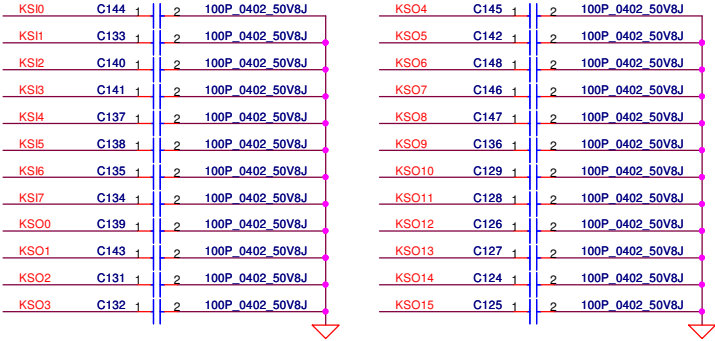 KSI0 C144 1 2 100P_0402_50V8J
KSI1 C133 1 2 100P_0402_50V8J
KSI2 C140 1 2 100P_0402_50V8J
KSI3 C141 1 2 100P_0402_50V8J
KSI4 C137 1 2 100P_0402_50V8J
KSI5 C138 1 2 100P_0402_50V8J
KSI6 C135 1 2 100P_0402_50V8J
KSI7 C134 1 2 100P_0402_50V8J
KSO0 C139 1 2 100P_0402_50V8J
KSO1 C143 1 2 100P_0402_50V8J
KSO2 C131 1 2 100P_0402_50V8J
KSO3 C132 1 2 100P_0402_50V8J
KSO4 C145 1 2 100P_0402_50V8J
KSO5 C142 1 2 100P_0402_50V8J
KSO6 C148 1 2 100P_0402_50V8J
KSO7 C146 1 2 100P_0402_50V8J
KSO8 C147 1 2 100P_0402_50V8J
KSO9 C136 1 2 100P_0402_50V8J
KSO10 C129 1 2 100P_0402_50V8J
KSO11 C128 1 2 100P_0402_50V8J
KSO12 C126 1 2 100P_0402_50V8J
KSO13 C127 1 2 100P_0402_50V8J
KSO14 C124 1 2 100P_0402_50V8J
KSO15 C125 1 2 100P_0402_50V8J